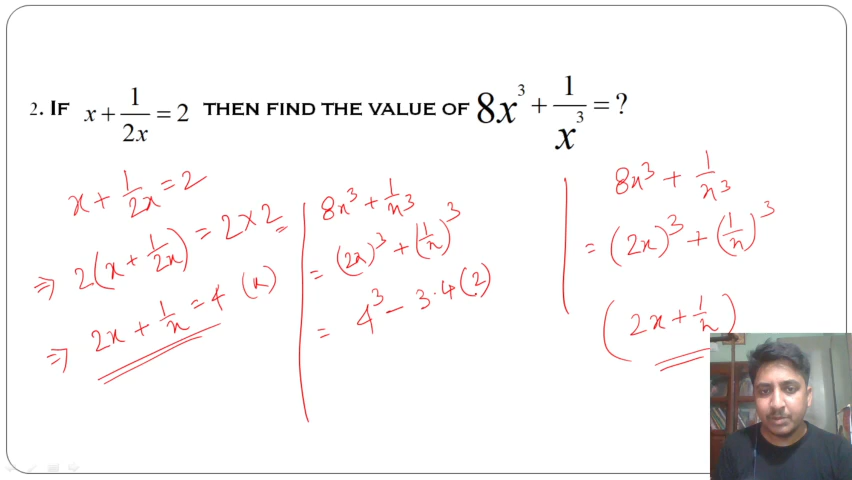 2. IF x + 1/2x = 2 THEN FIND THE VALUE OF 8x³ + 1/x³ = ?
x + 1/2x = 2
⇒ 2(x + 1/2x) = 2 × 2
⇒ 2x + 1/x = 4 (k)
8x³ + 1/x³
= (2x)³ + (1/x)³
= 4³ − 3·4(2)
8x³ + 1/x³
= (2x)³ + (1/x)³
(2x + 1/x)